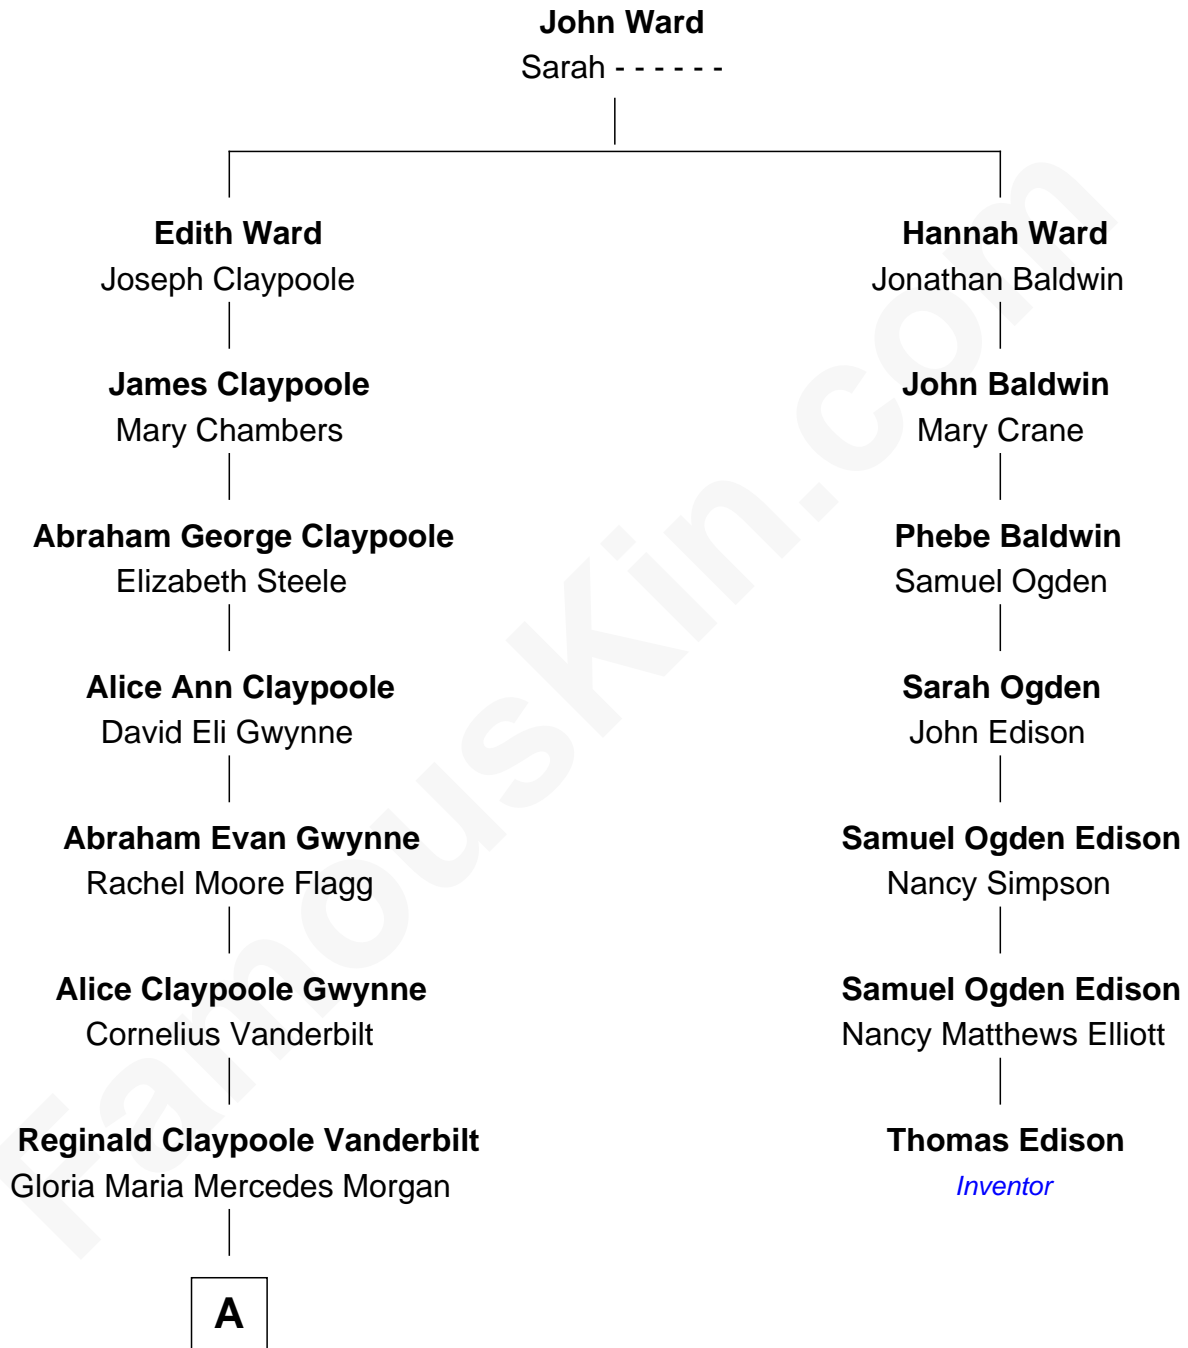 John Ward
Sarah - - - - - -
Edith Ward
Joseph Claypoole
James Claypoole
Mary Chambers
Abraham George Claypoole
Elizabeth Steele
Alice Ann Claypoole
David Eli Gwynne
Abraham Evan Gwynne
Rachel Moore Flagg
Alice Claypoole Gwynne
Cornelius Vanderbilt
Reginald Claypoole Vanderbilt
Gloria Maria Mercedes Morgan
A
Hannah Ward
Jonathan Baldwin
John Baldwin
Mary Crane
Phebe Baldwin
Samuel Ogden
Sarah Ogden
John Edison
Samuel Ogden Edison
Nancy Simpson
Samuel Ogden Edison
Nancy Matthews Elliott
Thomas Edison
Inventor
FamousKin.com